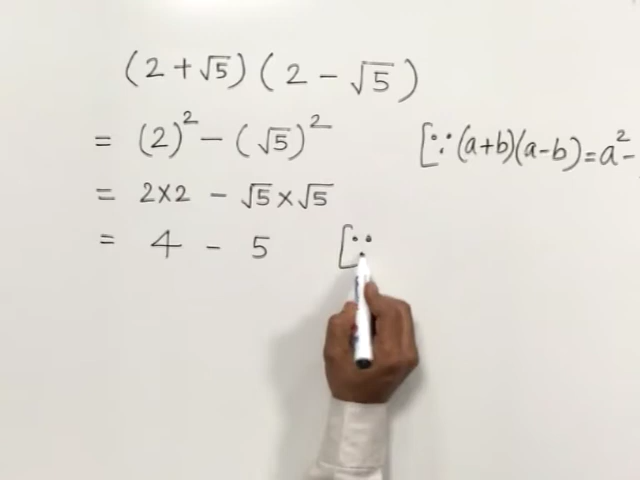 (2 + √5) (2 − √5)
= (2)² − (√5)² [∵ (a+b)(a−b) = a² −
= 2×2 − √5 × √5
= 4 − 5 [∵